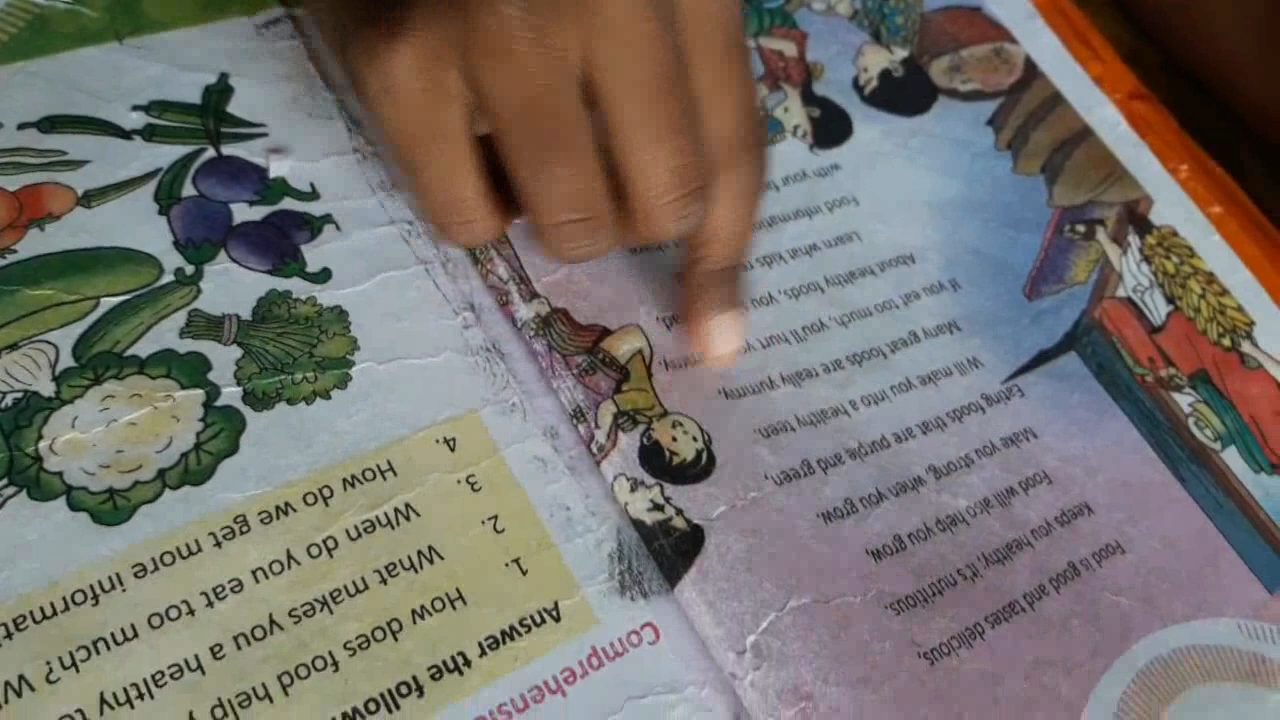 Food is good and tastes delicious,
Keeps you healthy, it's nutritious.
Food will also help you grow,
Make you strong, when you grow.
Eating foods that are purple and green,
Will make you into a healthy teen.
Many great foods are really yummy,
If you eat too much, you'll hurt
About healthy foods, you
Learn what kids
Food
with your
Comprehensi
Answer the follow
1. How does food help
2. What makes you a healthy
3. When do you eat too much?
4. How do we get more